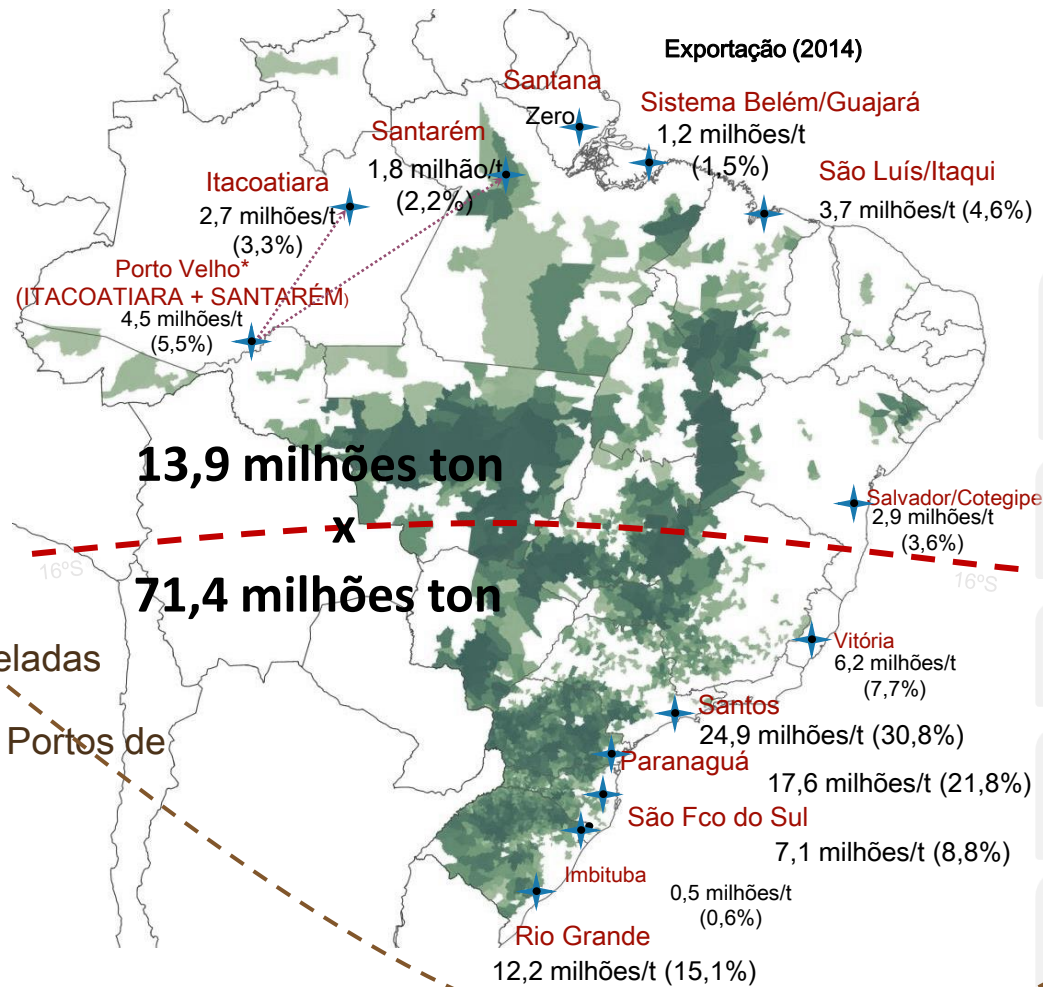 Exportação (2014)
Santana
Zero
Sistema Belém/Guajará
1,2 milhões/t
(1,5%)
Santarém
1,8 milhão/t
(2,2%)
São Luís/Itaqui
3,7 milhões/t (4,6%)
Itacoatiara
2,7 milhões/t
(3,3%)
Porto Velho*
(ITACOATIARA + SANTARÉM)
4,5 milhões/t
(5,5%)
13,9 milhões ton
x
71,4 milhões ton
16ºS
16ºS
Salvador/Cotegipe
2,9 milhões/t
(3,6%)
Vitória
6,2 milhões/t
(7,7%)
eladas
Portos de
Santos
24,9 milhões/t (30,8%)
Paranaguá
17,6 milhões/t (21,8%)
São Fco do Sul
7,1 milhões/t (8,8%)
Imbituba
0,5 milhões/t
(0,6%)
Rio Grande
12,2 milhões/t (15,1%)